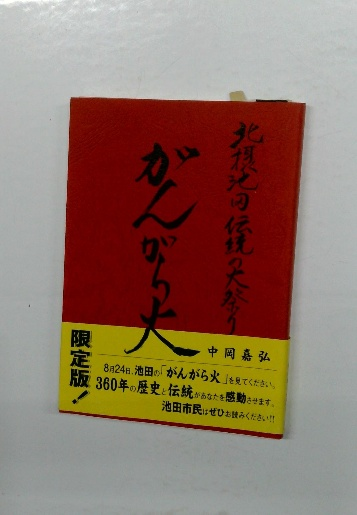 北摂池田 伝統の火祭り
がんがら火
中岡嘉弘
限定版!
8月24日、池田の「がんがら火」を見てください。
360年の歴史と伝統があなたを感動させます。
池田市民はぜひお読みください!!